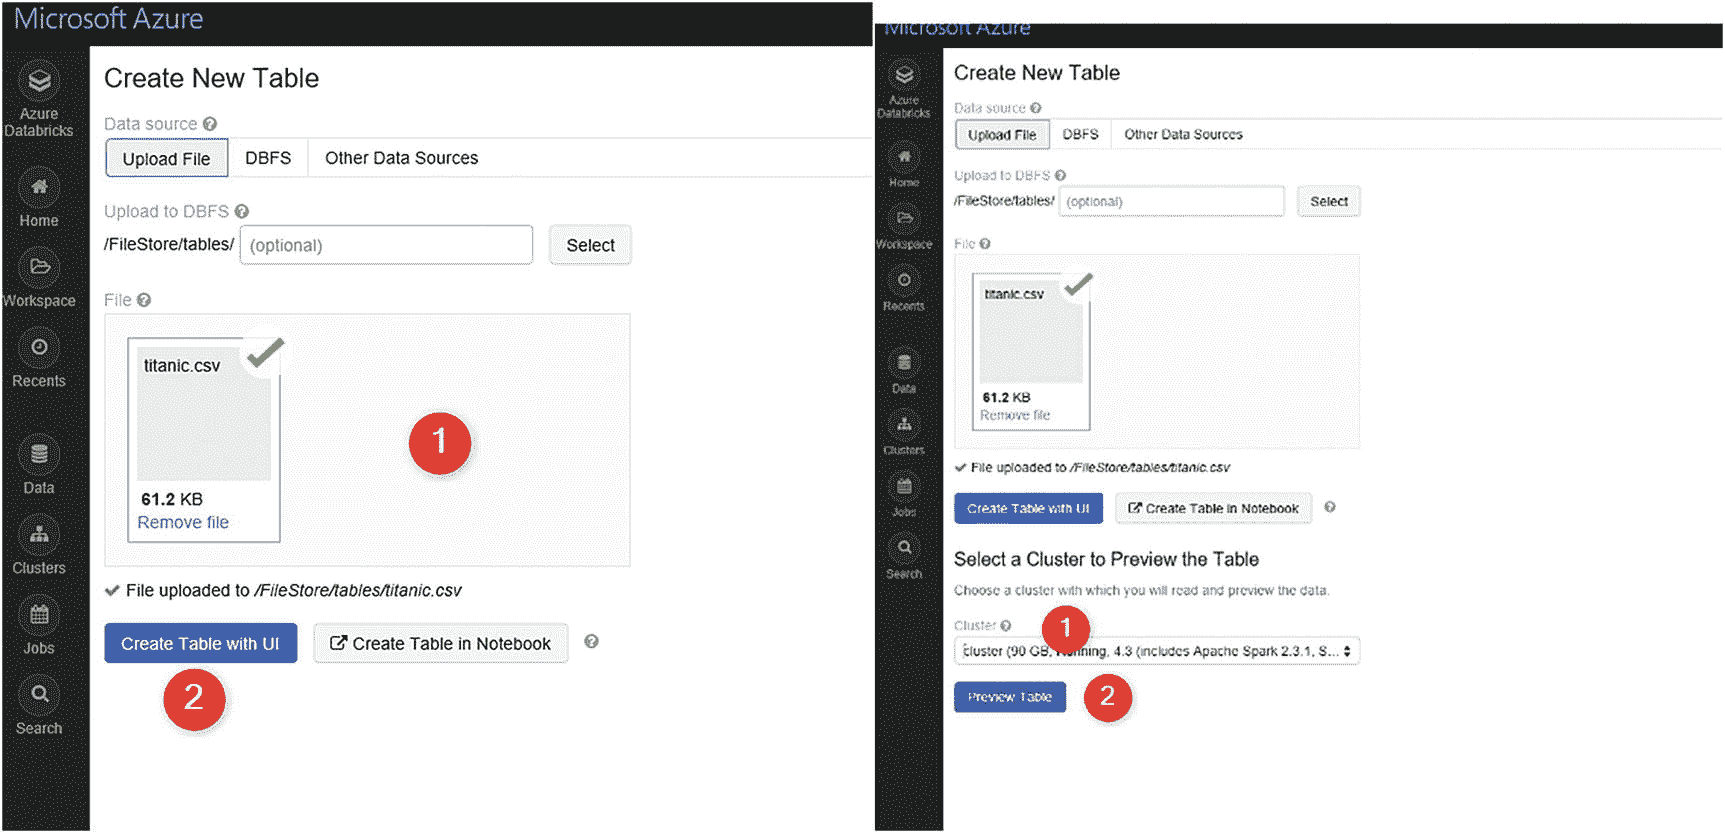 Microsoft Azure
Azure
Databricks
Home
Workspace
Recents
Data
Clusters
Jobs
Search
Create New Table
Data source
Upload File DBFS Other Data Sources
Upload to DBFS
/FileStore/tables/ (optional) Select
File
titanic.csv
1
61.2 KB
Remove file
File uploaded to /FileStore/tables/titanic.csv
Create Table with UI Create Table in Notebook
2
Microsoft Azure
Azure
Databricks
Home
Workspace
Recents
Data
Clusters
Jobs
Search
Create New Table
Data source
Upload File DBFS Other Data Sources
Upload to DBFS
/FileStore/tables/ (optional) Select
File
titanic.csv
61.2 KB
Remove file
File uploaded to /FileStore/tables/titanic.csv
Create Table with UI Create Table in Notebook
Select a Cluster to Preview the Table
Choose a cluster with which you will read and preview the data.
Cluster 1
cluster (90 GB, Running, 4.3 (includes Apache Spark 2.3.1, S...
Preview Table 2